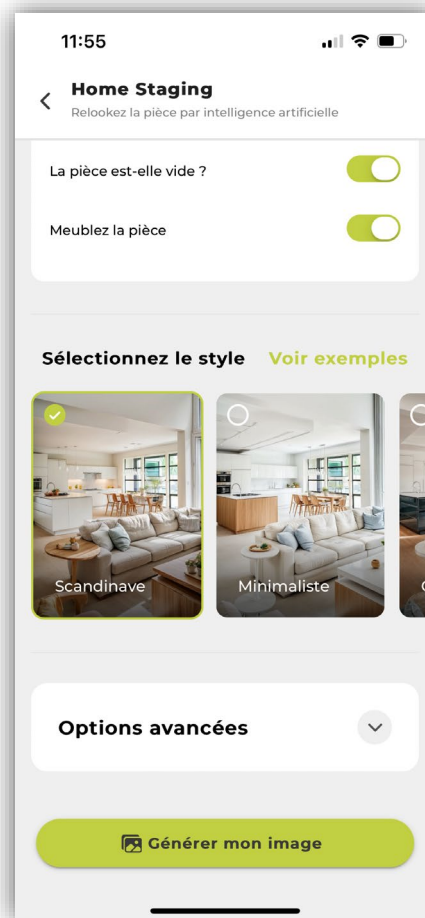 11:55
Home Staging
Relookez la pièce par intelligence artificielle
La pièce est-elle vide ?
Meublez la pièce
Sélectionnez le style Voir exemples
Scandinave
Minimaliste
Options avancées
Générer mon image